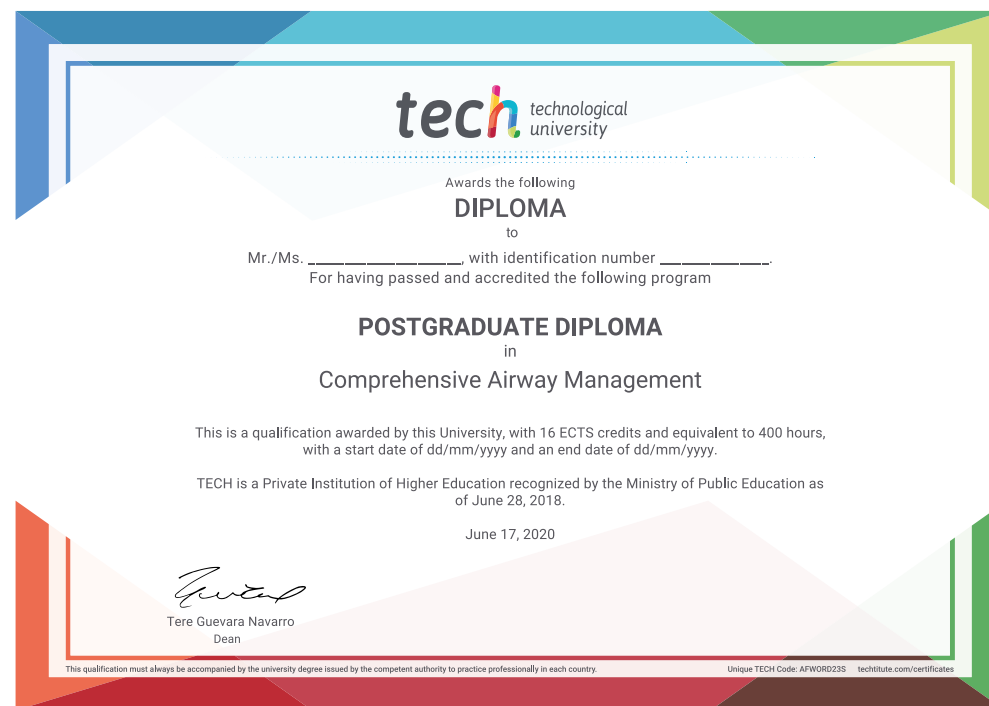 tech technological
university
Awards the following
DIPLOMA
to
Mr./Ms. ____________________, with identification number ______________.
For having passed and accredited the following program
POSTGRADUATE DIPLOMA
in
Comprehensive Airway Management
This is a qualification awarded by this University, with 16 ECTS credits and equivalent to 400 hours,
with a start date of dd/mm/yyyy and an end date of dd/mm/yyyy.
TECH is a Private Institution of Higher Education recognized by the Ministry of Public Education as
of June 28, 2018.
June 17, 2020
Tere Guevara Navarro
Dean
This qualification must always be accompanied by the university degree issued by the competent authority to practice professionally in each country. Unique TECH Code: AFWORD23S techtitute.com/certificates